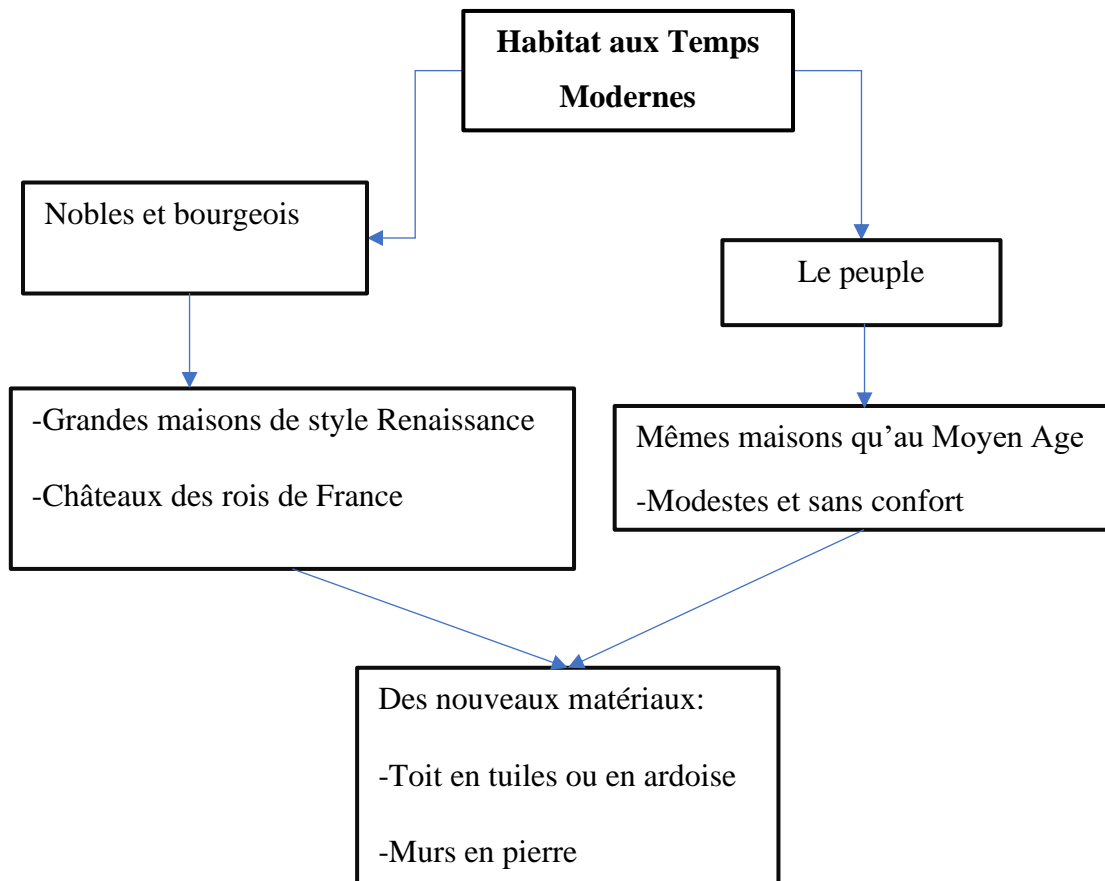 Habitat aux Temps
Modernes
Nobles et bourgeois
Le peuple
-Grandes maisons de style Renaissance
-Châteaux des rois de France
Mêmes maisons qu’au Moyen Age
-Modestes et sans confort
Des nouveaux matériaux:
-Toit en tuiles ou en ardoise
-Murs en pierre